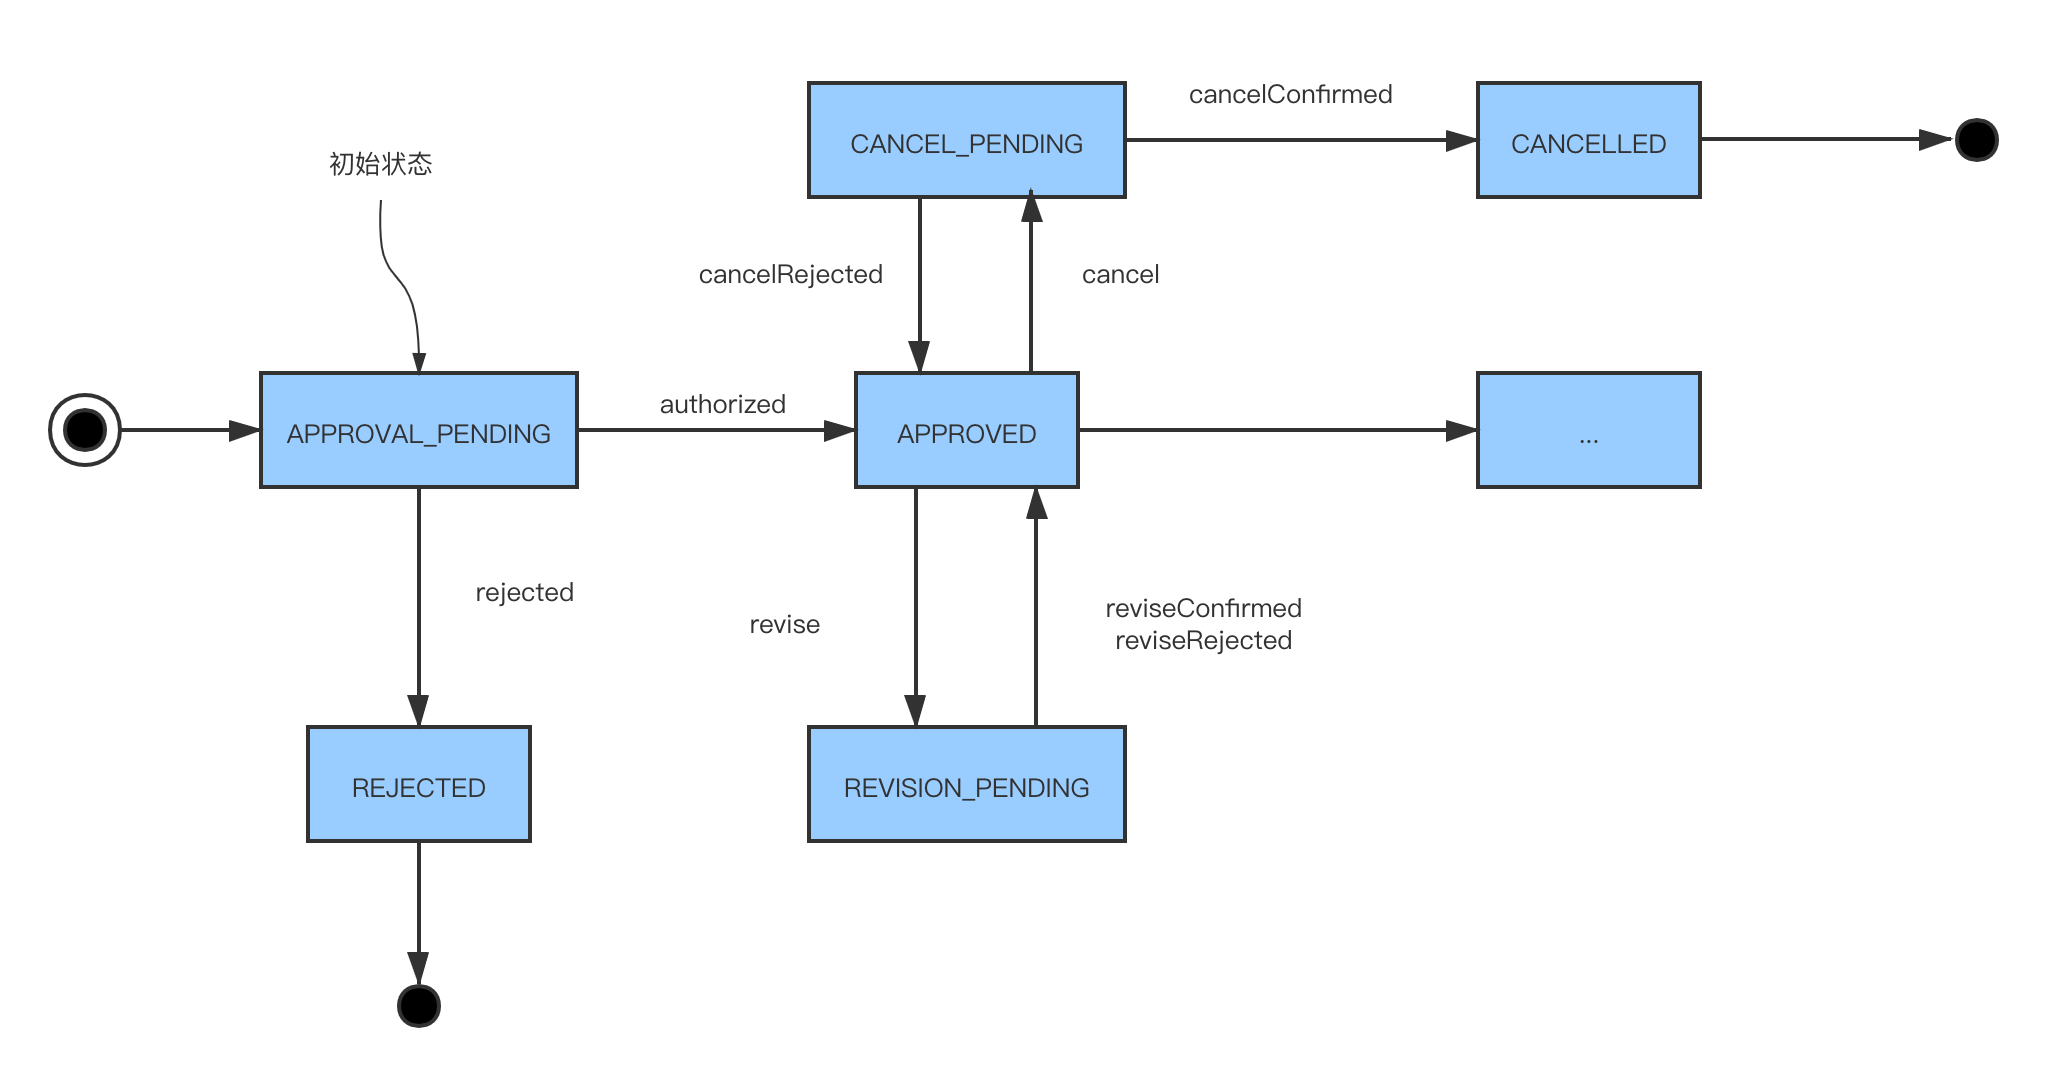 cancelConfirmed
CANCEL_PENDING
CANCELLED
初始状态
cancelRejected
cancel
authorized
APPROVAL_PENDING
APPROVED
...
rejected
revise
reviseConfirmed
reviseRejected
REJECTED
REVISION_PENDING